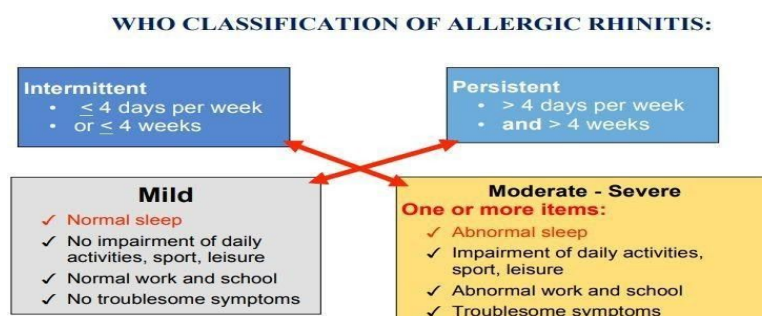 WHO CLASSIFICATION OF ALLERGIC RHINITIS:
Intermittent
• ≤ 4 days per week
• or ≤ 4 weeks
Persistent
• > 4 days per week
• and > 4 weeks
Mild
✓ Normal sleep
✓ No impairment of daily
activities, sport, leisure
✓ Normal work and school
✓ No troublesome symptoms
Moderate - Severe
One or more items:
✓ Abnormal sleep
✓ Impairment of daily activities,
sport, leisure
✓ Abnormal work and school
✓ Troublesome symptoms